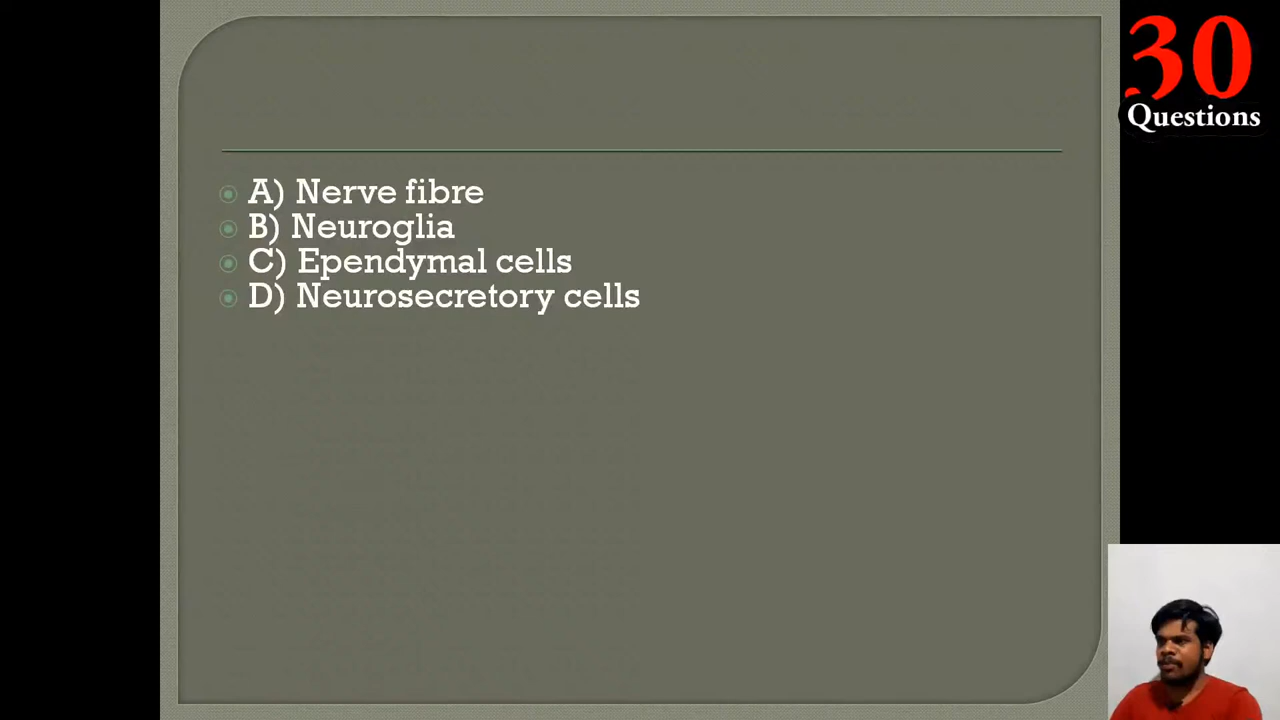 30
Questions
A) Nerve fibre
B) Neuroglia
C) Ependymal cells
D) Neurosecretory cells